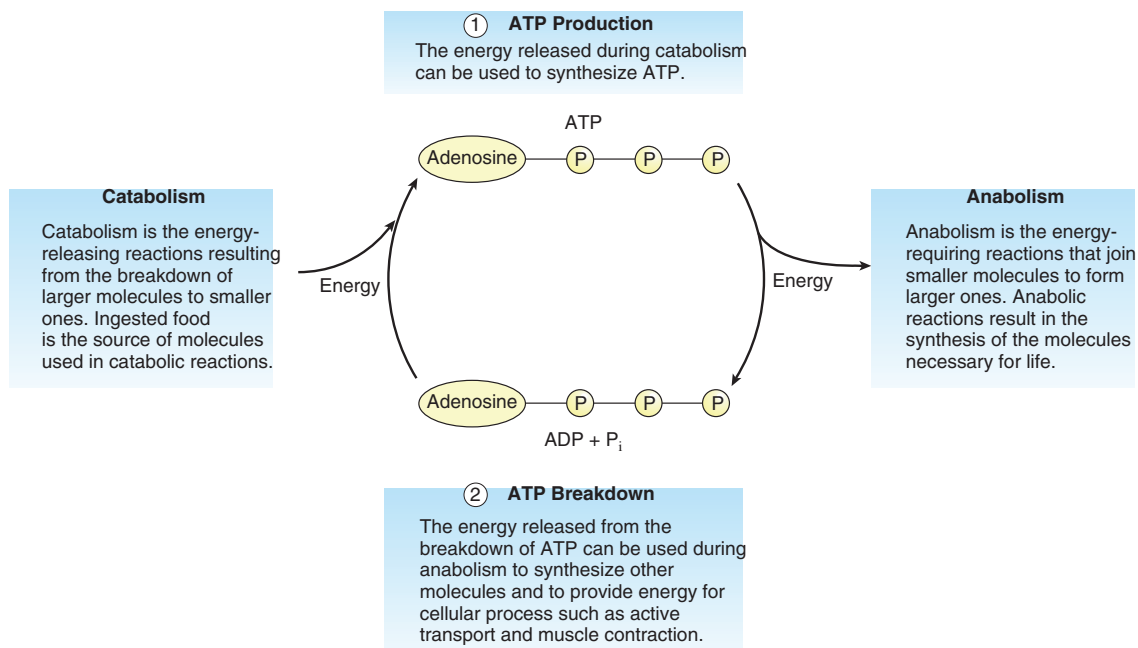 1 ATP Production
The energy released during catabolism
can be used to synthesize ATP.
ATP
Adenosine P P P
Catabolism
Catabolism is the energy-
releasing reactions resulting
from the breakdown of
larger molecules to smaller
ones. Ingested food
is the source of molecules
used in catabolic reactions.
Energy
Energy
Anabolism
Anabolism is the energy-
requiring reactions that join
smaller molecules to form
larger ones. Anabolic
reactions result in the
synthesis of the molecules
necessary for life.
Adenosine P P P
ADP + Pi
2 ATP Breakdown
The energy released from the
breakdown of ATP can be used during
anabolism to synthesize other
molecules and to provide energy for
cellular process such as active
transport and muscle contraction.